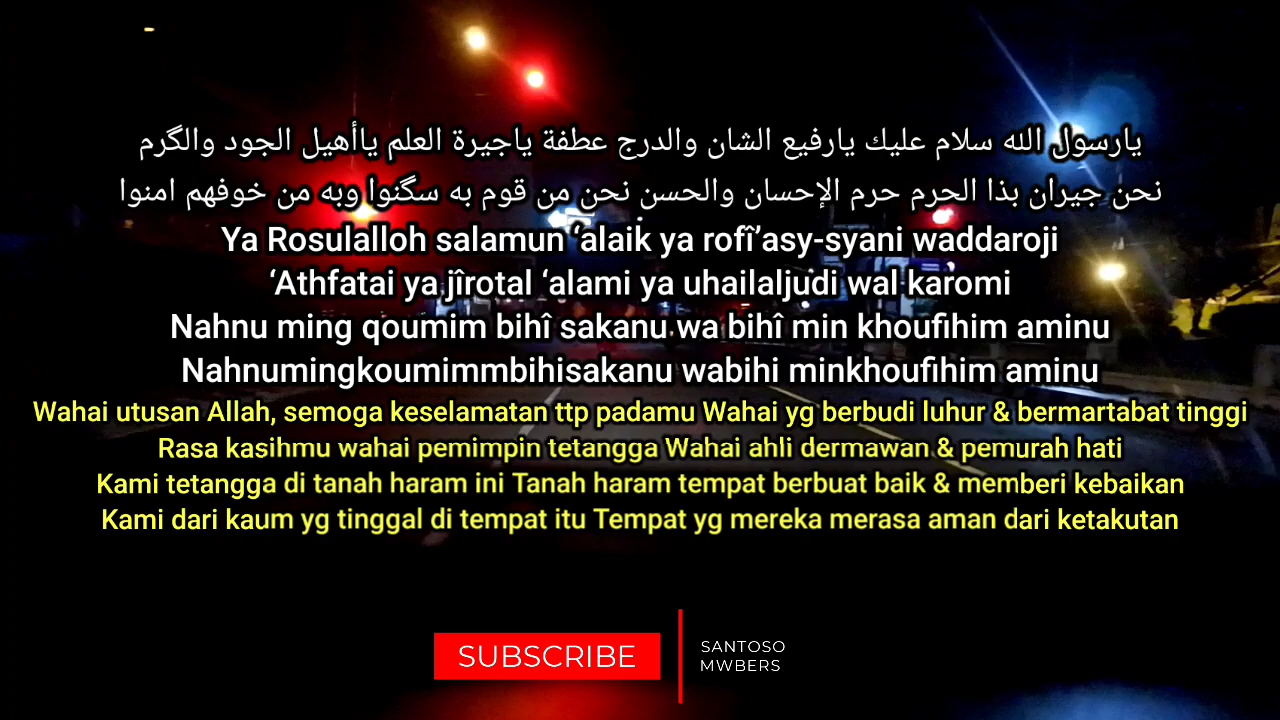 يارسول الله سلام عليك يارفيع الشان والدرج عطفة ياجيرة العلم ياأهيل الجود والگرم
نحن جيران بذا الحرم حرم الإحسان والحسن نحن من قوم به سگنوا وبه من خوفهم امنوا
Ya Rosulalloh salamun ‘alaik ya rofî’asy-syani waddaroji
‘Athfatai ya jîrotal ‘alami ya uhailaljudi wal karomi
Nahnu ming qoumim bihî sakanu wa bihî min khoufihim aminu
Nahnumingkoumimmbihisakanu wabihi minkhoufihim aminu
Wahai utusan Allah, semoga keselamatan ttp padamu Wahai yg berbudi luhur & bermartabat tinggi
Rasa kasihmu wahai pemimpin tetangga Wahai ahli dermawan & pemurah hati
Kami tetangga di tanah haram ini Tanah haram tempat berbuat baik & memberi kebaikan
Kami dari kaum yg tinggal di tempat itu Tempat yg mereka merasa aman dari ketakutan
SUBSCRIBE
SANTOSO
MWBERS